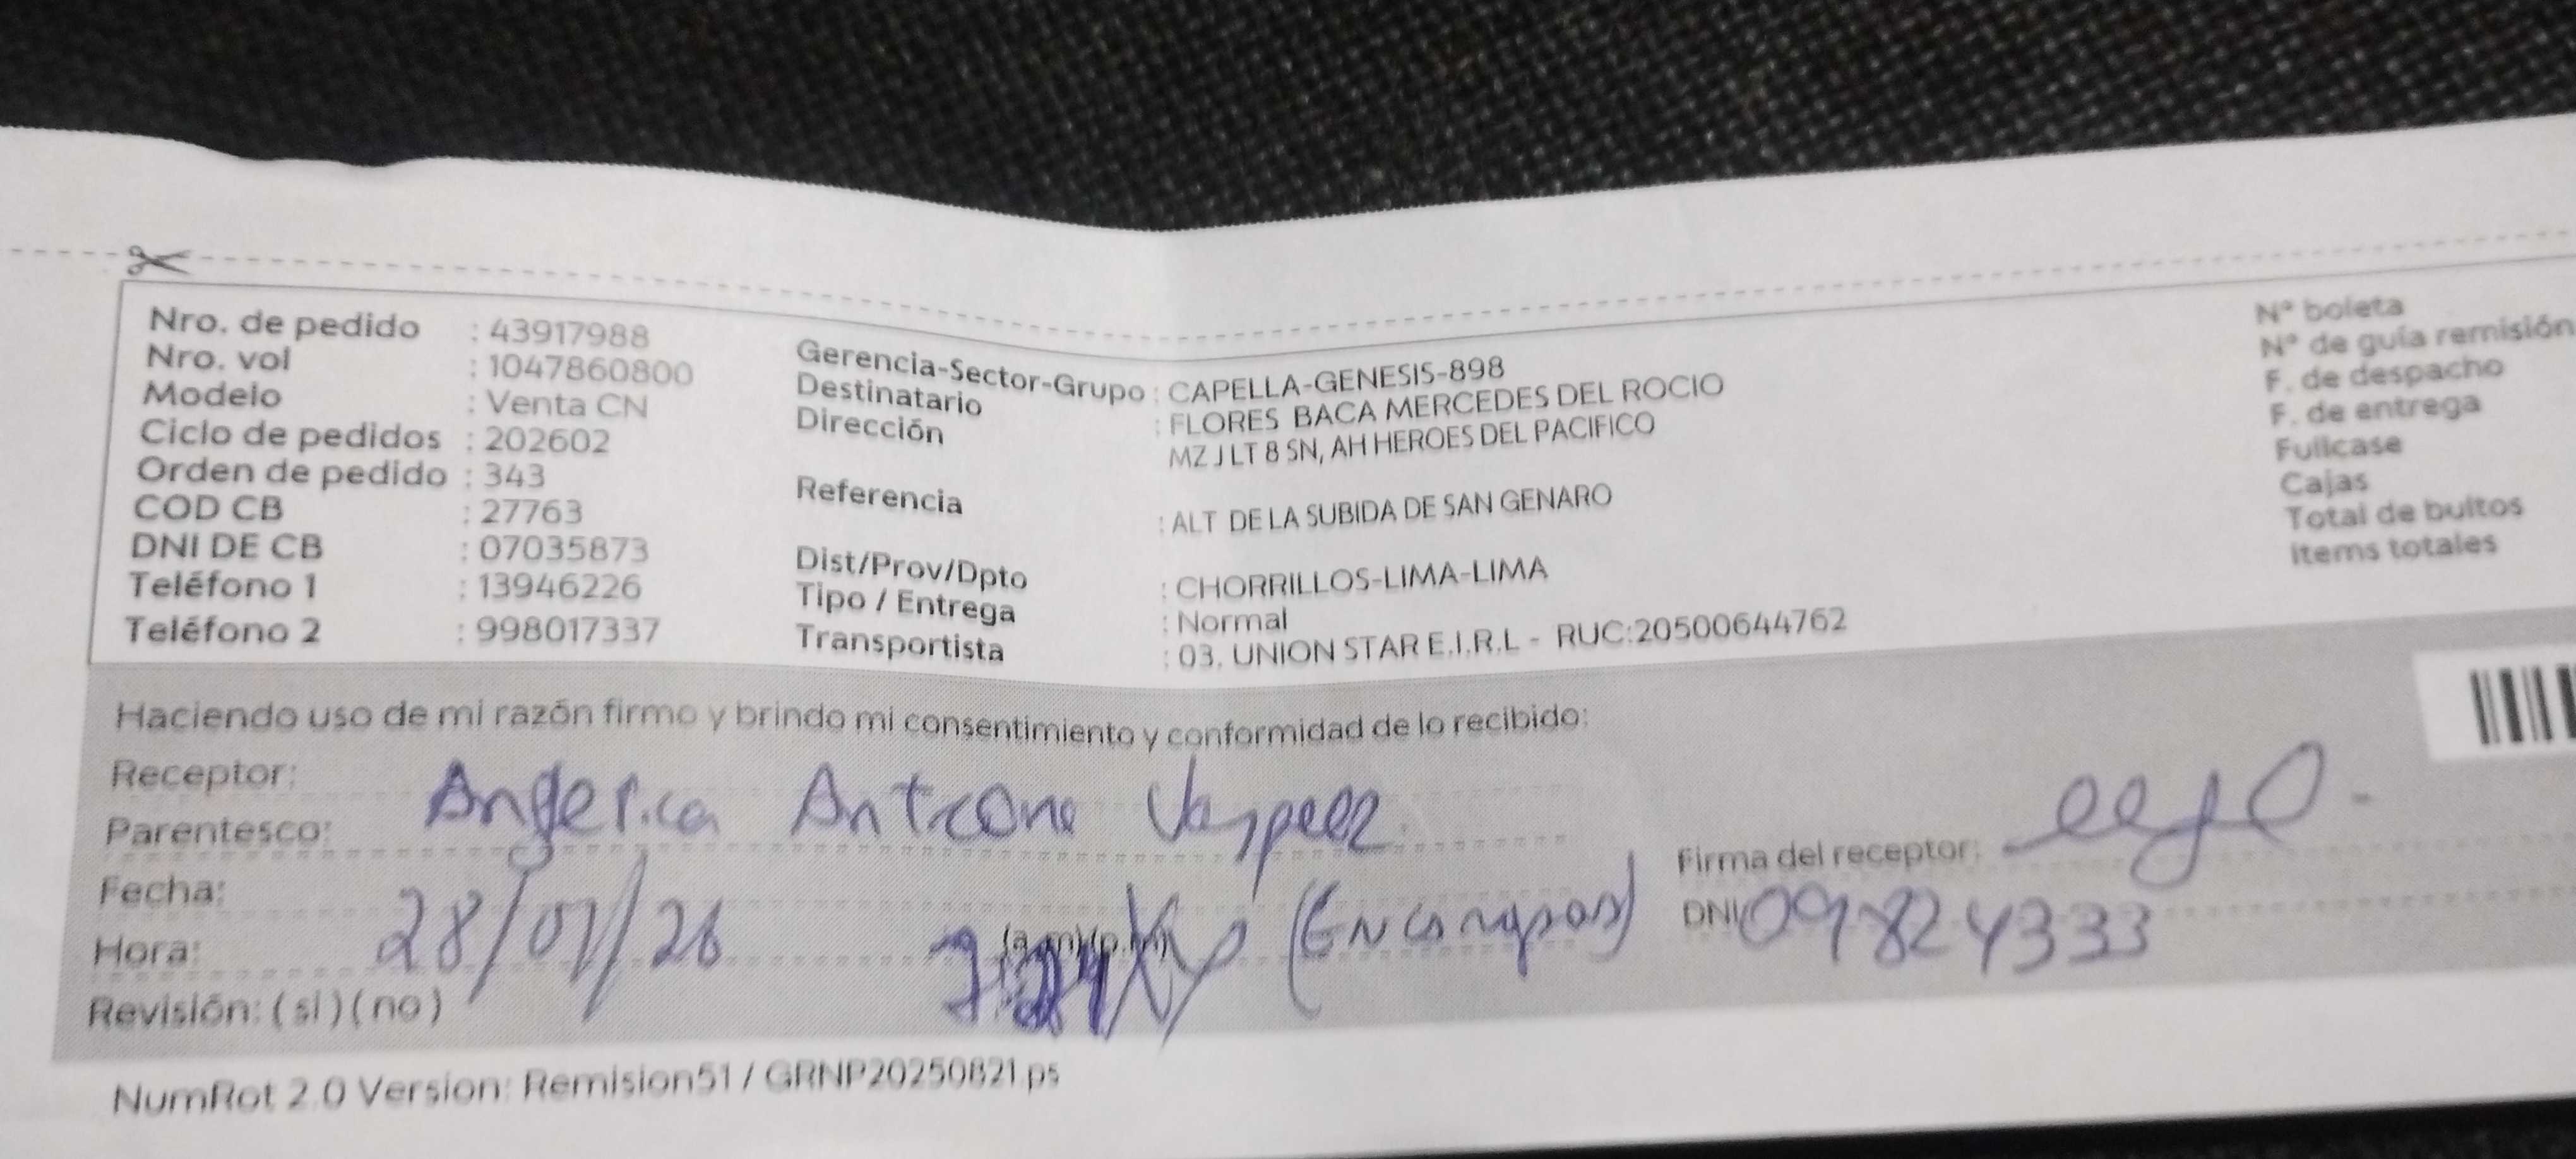 Nro. de pedido : 43917988
Nro. vol : 1047860800
Modelo : Venta CN
Ciclo de pedidos : 202602
Orden de pedido : 343
COD CB : 27763
DNI DE CB : 07035873
Teléfono 1 : 13946226
Teléfono 2 : 998017337
Gerencia-Sector-Grupo : CAPELLA-GENESIS-898
Destinatario : FLORES BACA MERCEDES DEL ROCIO
Dirección MZ J LT 8 SN, AH HEROES DEL PACIFICO
Referencia : ALT DE LA SUBIDA DE SAN GENARO
Dist/Prov/Dpto : CHORRILLOS-LIMA-LIMA
Tipo / Entrega : Normal
Transportista : 03. UNION STAR E.I.R.L - RUC:20500644762
N° boleta
N° de guía remisión
F. de despacho
F. de entrega
Fullcase
Cajas
Total de bultos
Items totales
Haciendo uso de mi razón firmo y brindo mi consentimiento y conformidad de lo recibido:
Receptor: Angelica
Parentesco:
Fecha: 28/01/26
Hora: (a.m)(p.m)
Revisión: (si) (no)
Firma del receptor:
DNI 09824333
NumRot 2.0 Version: Remision51 / GRNP20250821.ps